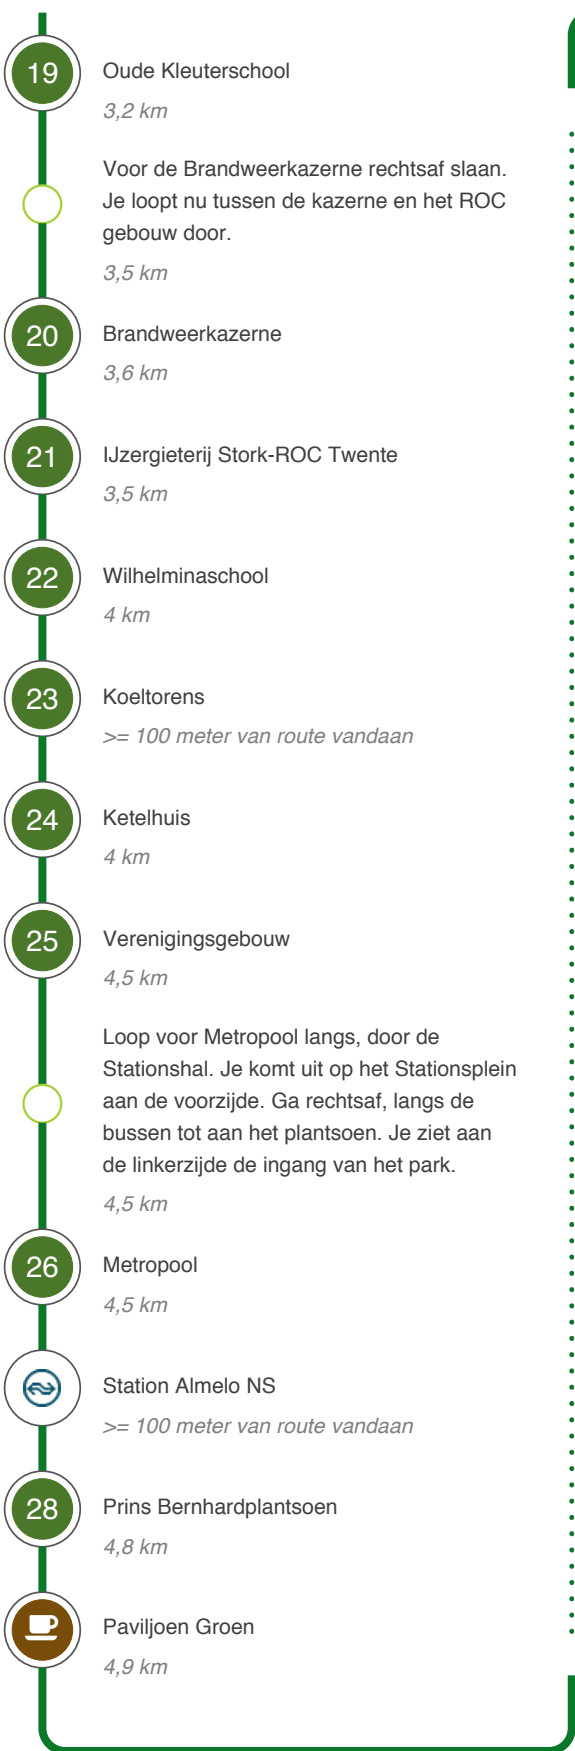 19
Oude Kleuterschool
3,2 km
Voor de Brandweerkazerne rechtsaf slaan.
Je loopt nu tussen de kazerne en het ROC
gebouw door.
3,5 km
20
Brandweerkazerne
3,6 km
21
IJzergieterij Stork-ROC Twente
3,5 km
22
Wilhelminaschool
4 km
23
Koeltorens
>= 100 meter van route vandaan
24
Ketelhuis
4 km
25
Verenigingsgebouw
4,5 km
Loop voor Metropool langs, door de
Stationshal. Je komt uit op het Stationsplein
aan de voorzijde. Ga rechtsaf, langs de
bussen tot aan het plantsoen. Je ziet aan
de linkerzijde de ingang van het park.
4,5 km
26
Metropool
4,5 km
Station Almelo NS
>= 100 meter van route vandaan
28
Prins Bernhardplantsoen
4,8 km
Paviljoen Groen
4,9 km